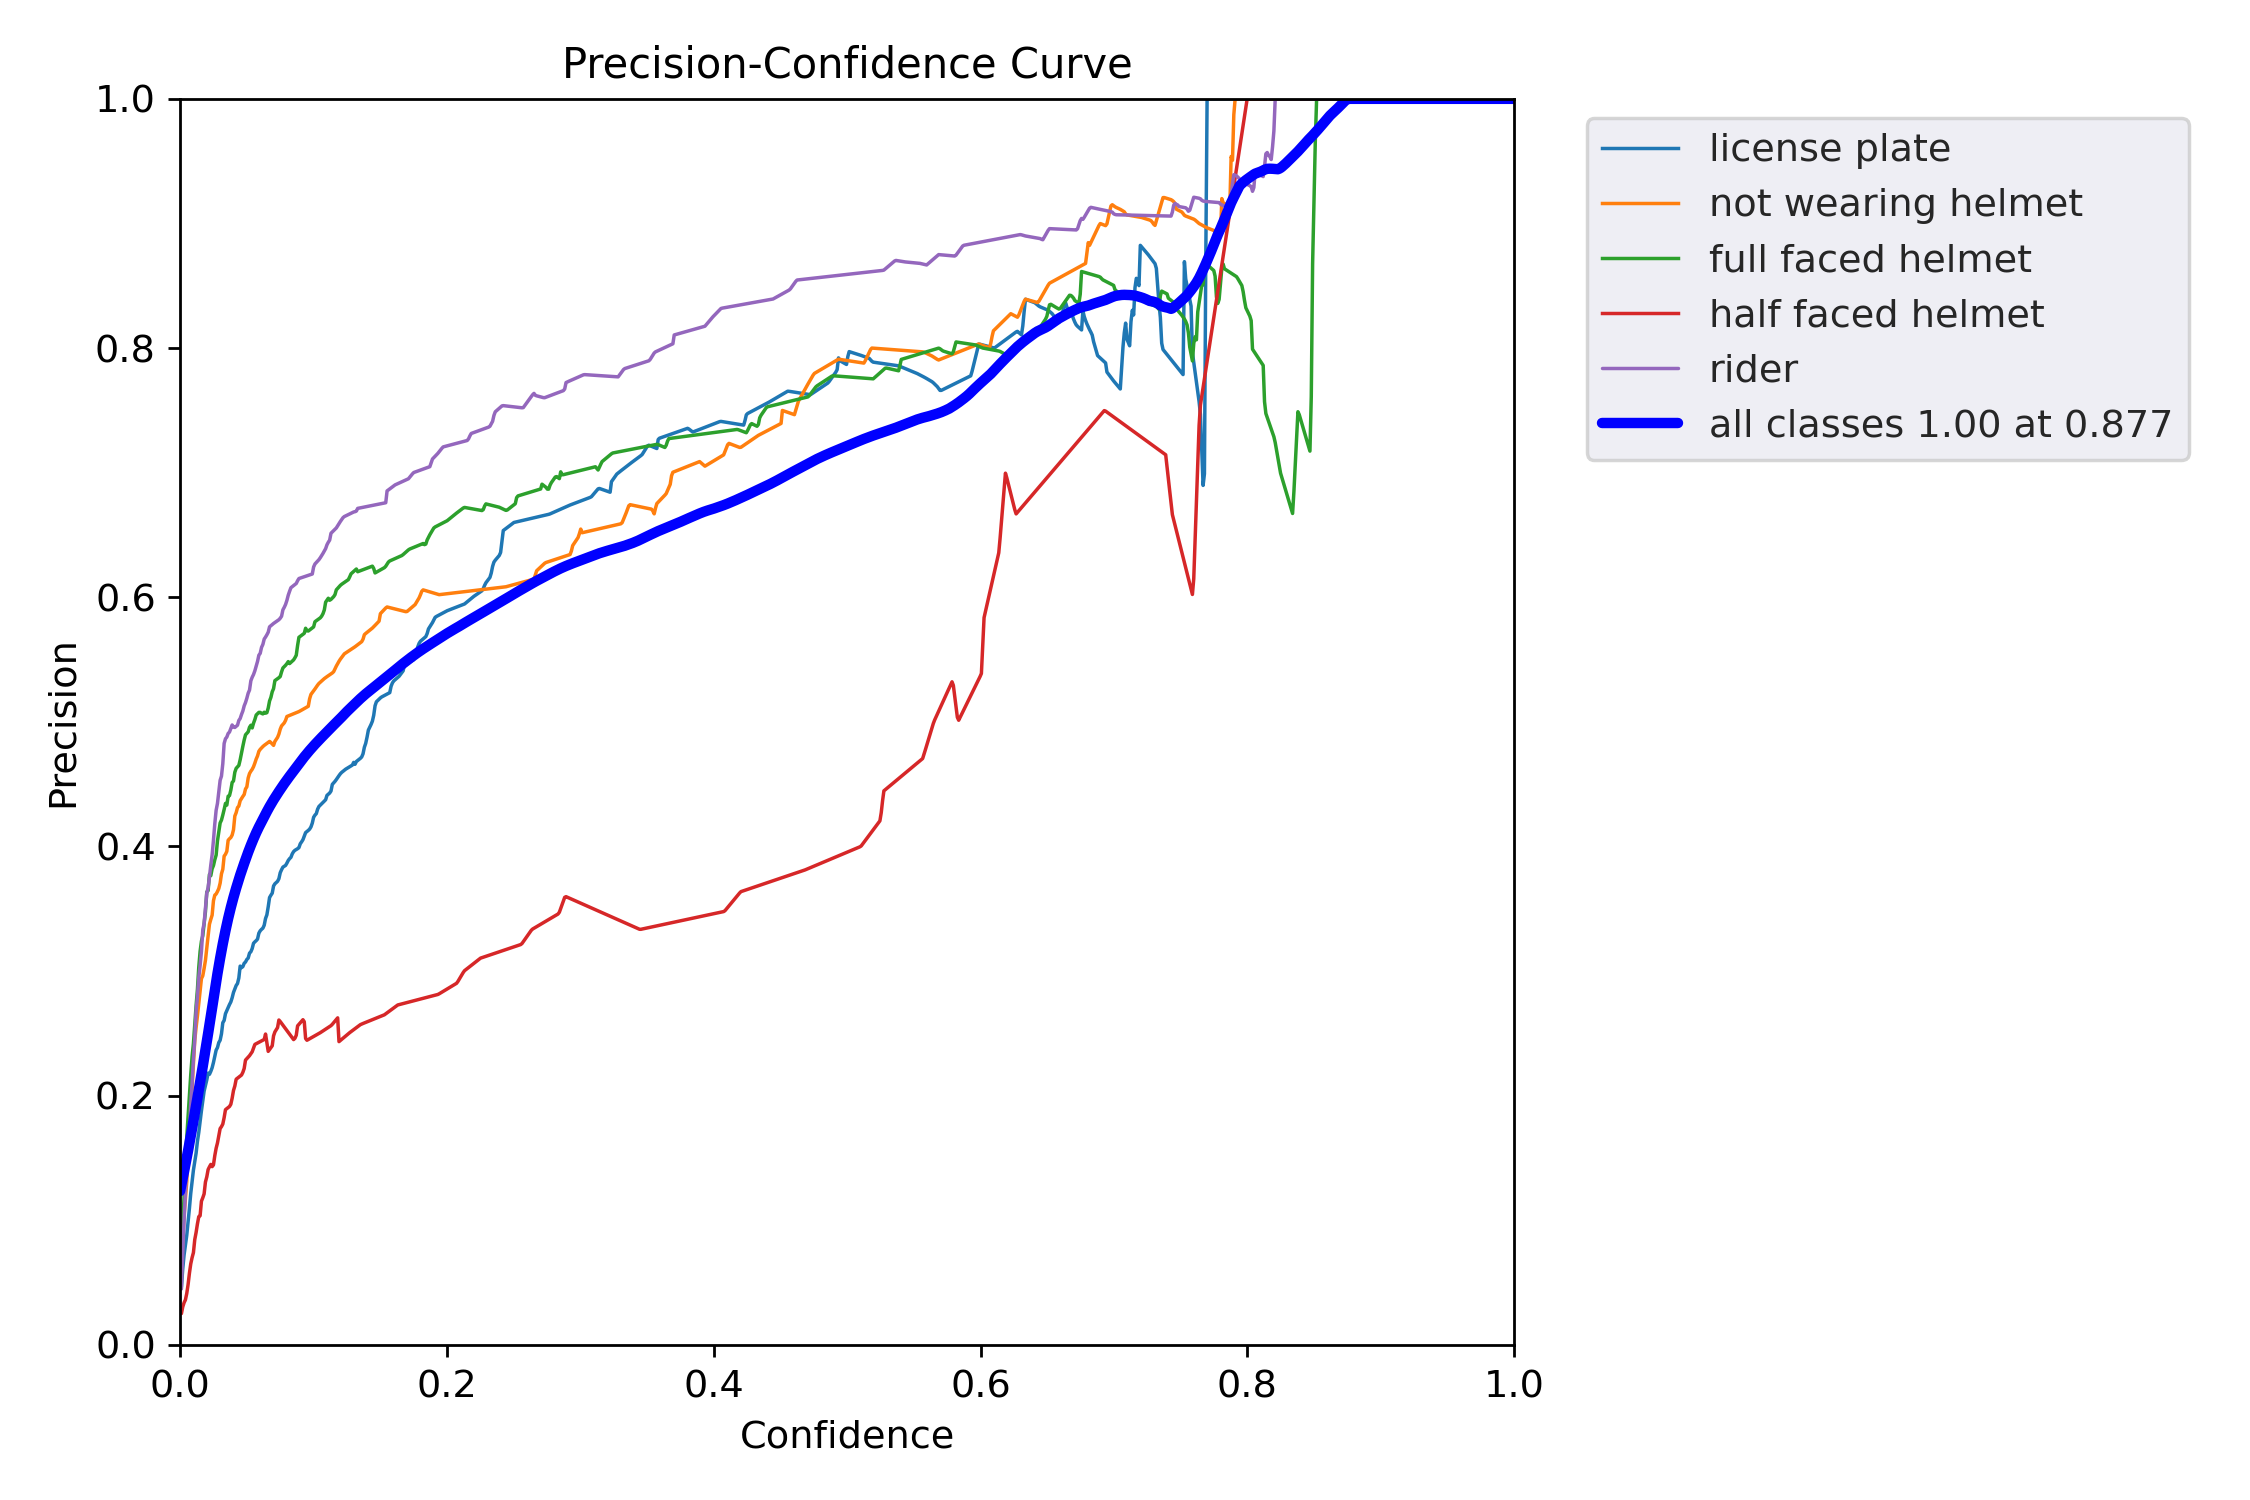 Precision-Confidence Curve
1.0
0.8
0.6
0.4
0.2
0.0
Precision
0.0 0.2 0.4 0.6 0.8 1.0
Confidence
license plate
not wearing helmet
full faced helmet
half faced helmet
rider
all classes 1.00 at 0.877